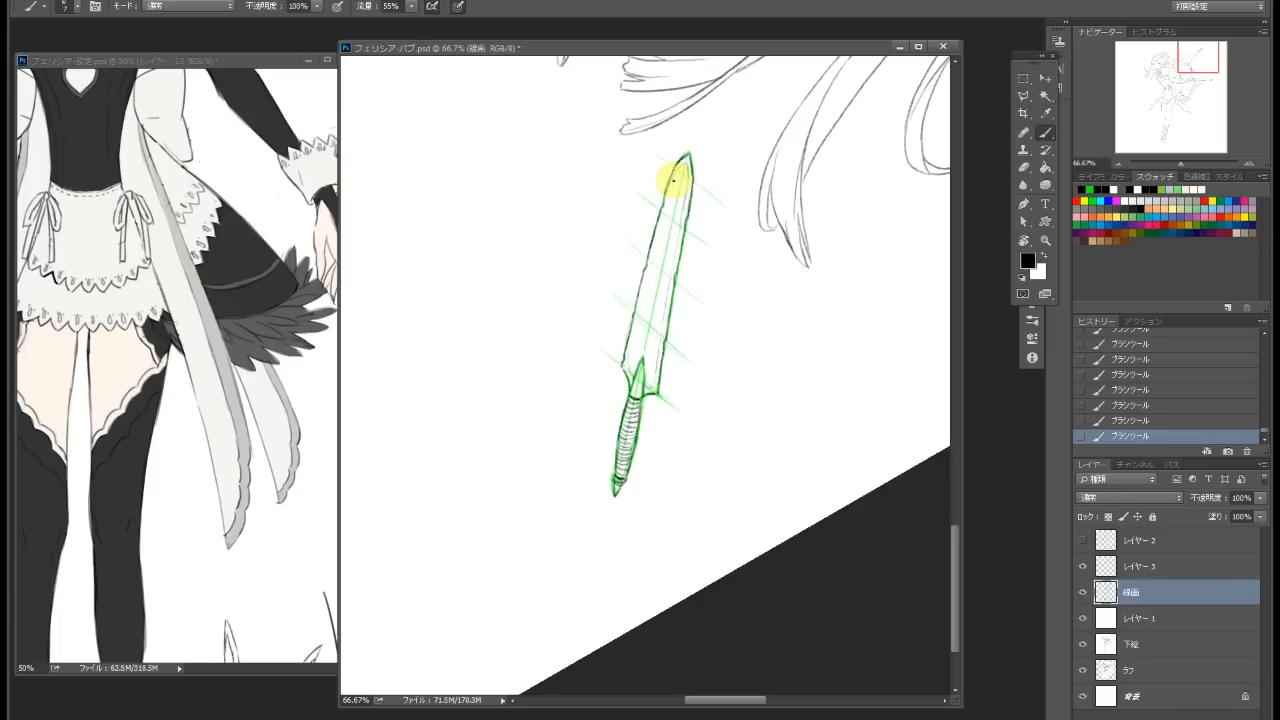 モード： 通常 不透明度： 100% 流量： 55% 初期設定
フェリシア-設定.psd @ 50% (レイヤー 13, RGB/8) *
フェリシア-パブ.psd @ 66.7% (線画, RGB/8) *
ナビゲーター ヒストグラム
66.67%
カラー スウォッチ 色調補正 スタイル
ヒストリー アクション
ブラシツール
ブラシツール
ブラシツール
ブラシツール
ブラシツール
ブラシツール
ブラシツール
ブラシツール
レイヤー チャンネル パス
種類
通常 不透明度： 100%
ロック： 塗り： 100%
レイヤー 2
レイヤー 3
線画
レイヤー 1
下絵
ラフ
背景
50% ファイル：62.5M/318.5M
66.67% ファイル：71.5M/170.3M